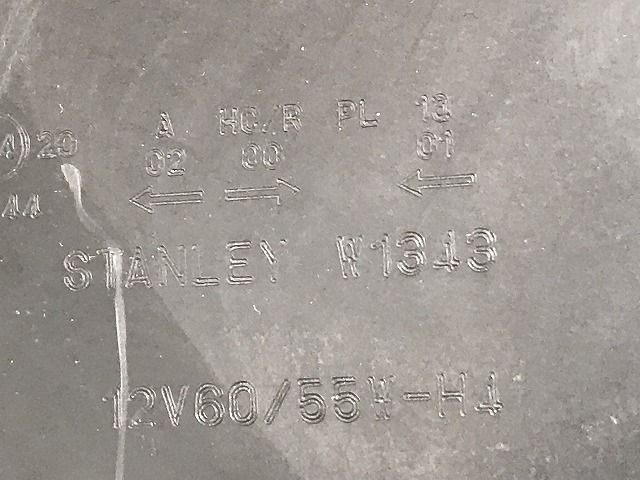 A HC/R PL 13
20 02 00 01
44
STANLEY W1343
12V60/55W-H4